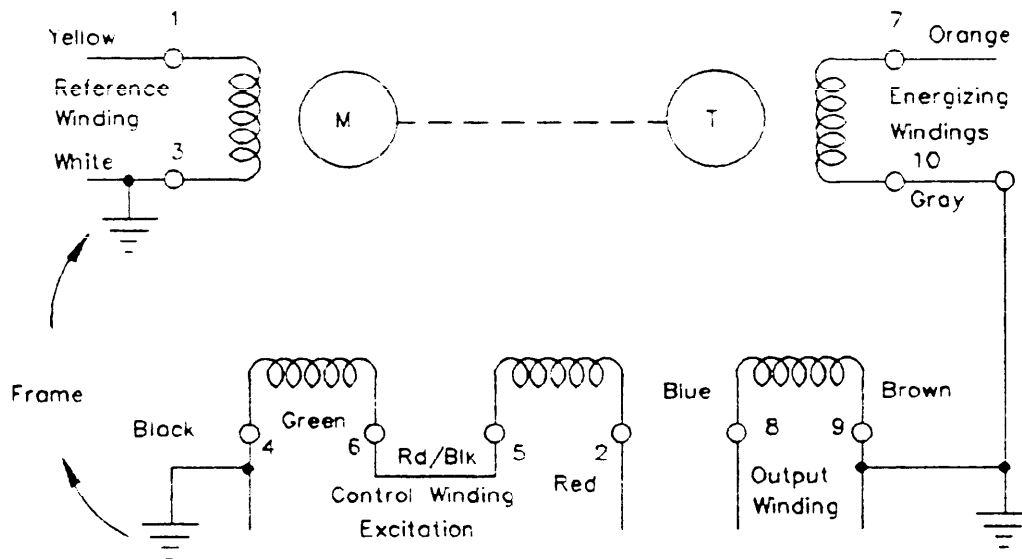 1
Yellow
Reference
Winding
White
3
M
T
7
Orange
Energizing
Windings
10
Gray
Frame
Black
4
Green
6
Rd/Blk
5
2
Red
Control Winding
Excitation
Blue
8
9
Brown
Output
Winding